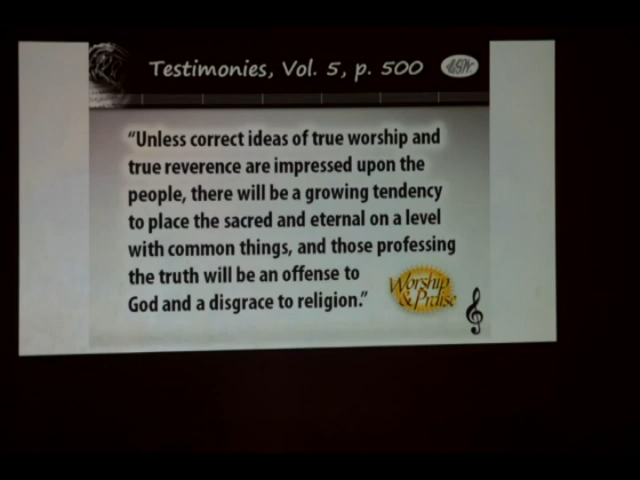 Testimonies, Vol. 5, p. 500
“Unless correct ideas of true worship and
true reverence are impressed upon the
people, there will be a growing tendency
to place the sacred and eternal on a level
with common things, and those professing
the truth will be an offense to
God and a disgrace to religion.”
Worship
& Praise